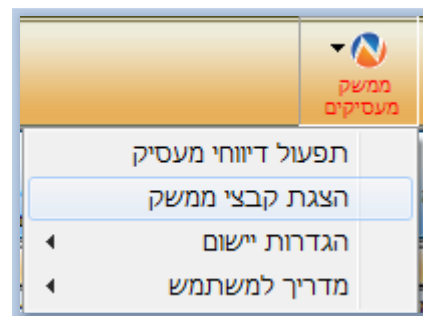 ממשק
מעסיקים
תפעול דיווחי מעסיק
הצגת קבצי ממשק
הגדרות יישום
מדריך למשתמש